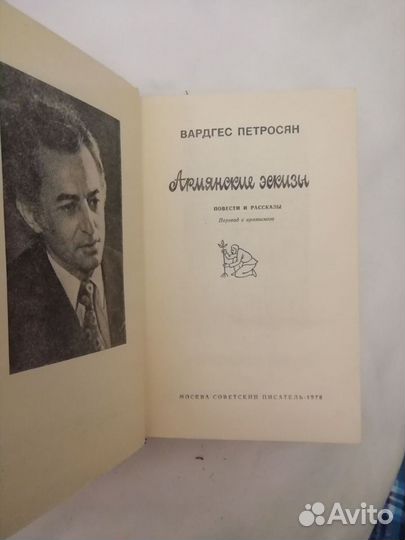 ВАРДГЕС ПЕТРОСЯН
Армянские эскизы
ПОВЕСТИ И РАССКАЗЫ
Перевод с армянского
МОСКВА СОВЕТСКИЙ ПИСАТЕЛЬ 1978
Avito